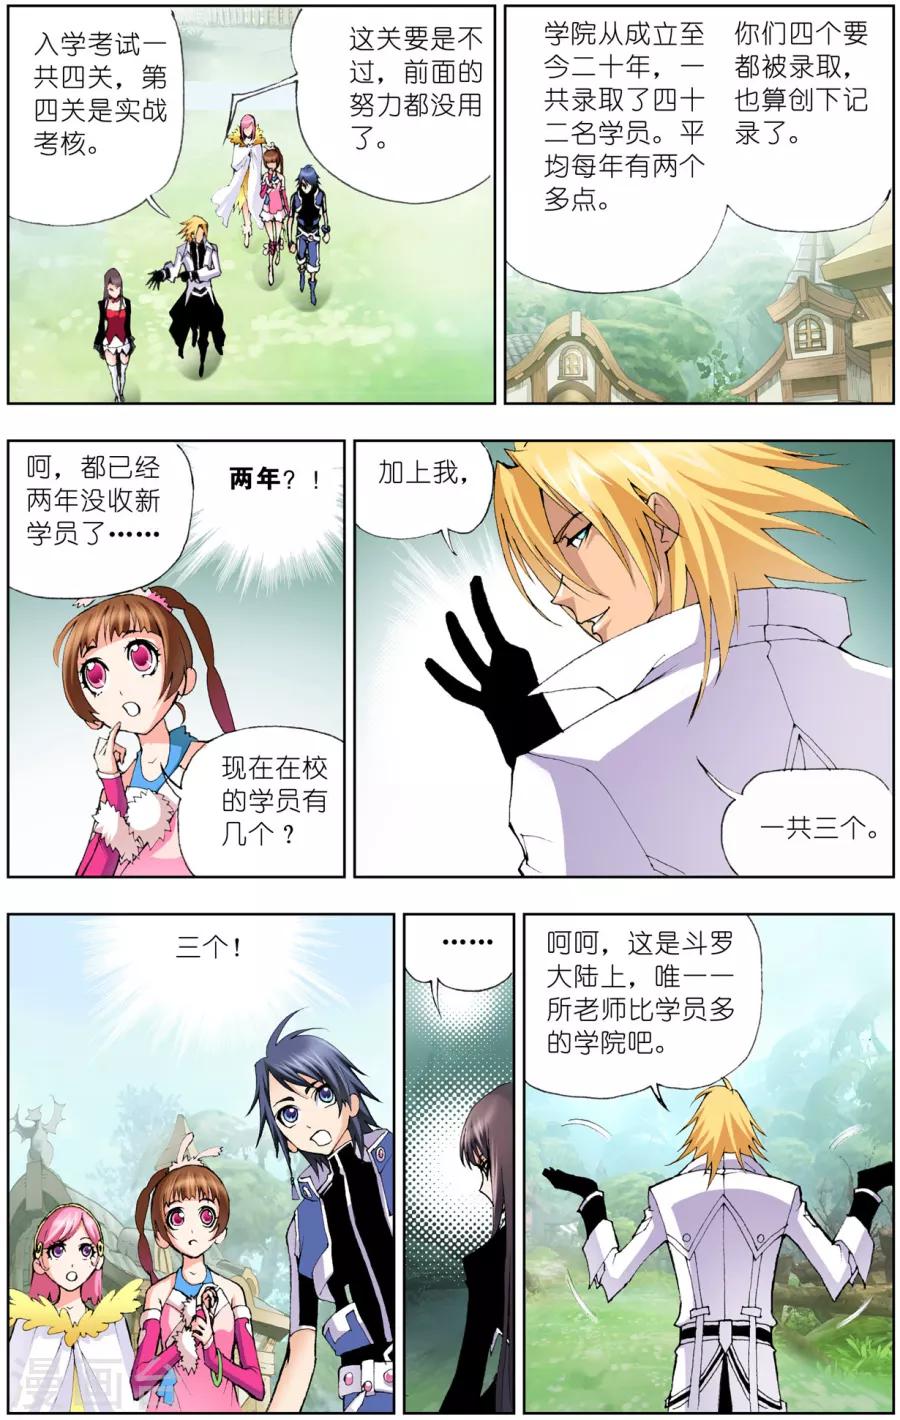 入学考试一
共四关，第
四关是实战
考核。
这关要是不
过，前面的
努力都没用
了。
学院从成立至
今二十年，一
共录取了四十
二名学员。平
均每年有两个
多点。
你们四个要
都被录取，
也算创下记
录了。
呵，都已经
两年没收新
学员了……
两年？！
现在在校
的学员有
几个？
加上我，
一共三个。
三个！
……
呵呵，这是斗罗
大陆上，唯一一
所老师比学员多
的学院吧。
漫画台